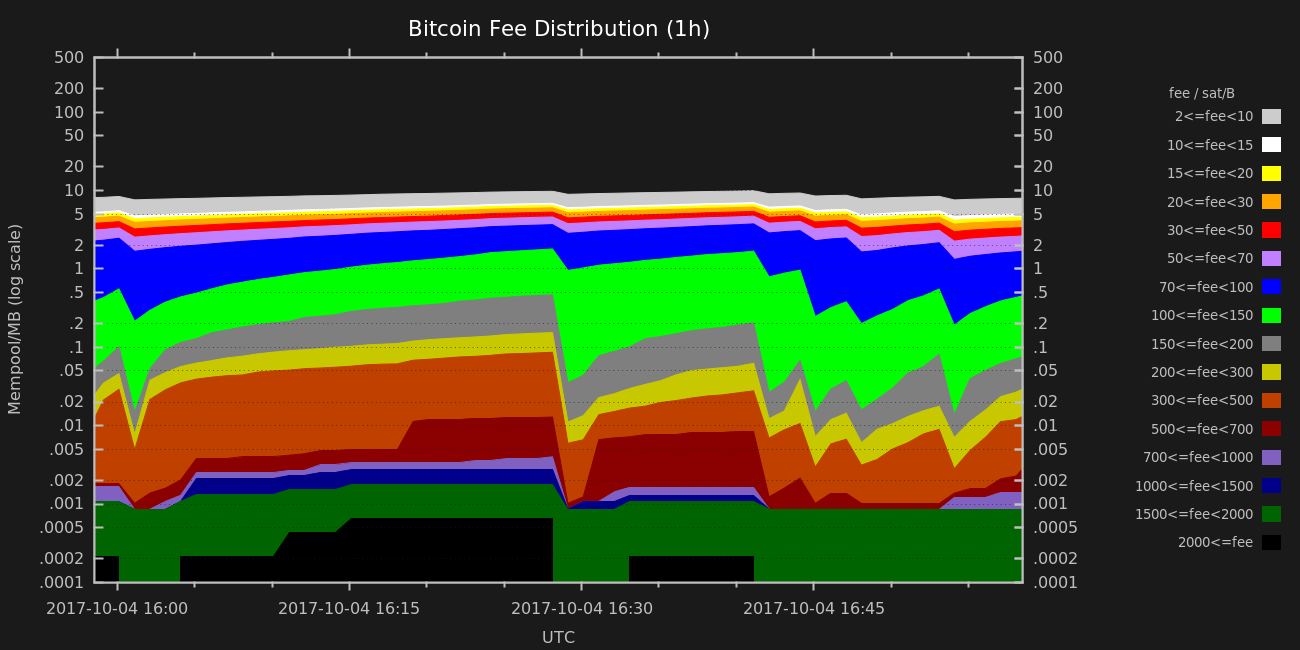 Bitcoin Fee Distribution (1h)
500
200
100
50
20
10
5
2
1
.5
.2
.1
.05
.02
.01
.005
.002
.001
.0005
.0002
.0001
Mempool/MB (log scale)
500
200
100
50
20
10
5
2
1
.5
.2
.1
.05
.02
.01
.005
.002
.001
.0005
.0002
.0001
2017-10-04 16:00 2017-10-04 16:15 2017-10-04 16:30 2017-10-04 16:45
UTC
fee / sat/B
2<=fee<10
10<=fee<15
15<=fee<20
20<=fee<30
30<=fee<50
50<=fee<70
70<=fee<100
100<=fee<150
150<=fee<200
200<=fee<300
300<=fee<500
500<=fee<700
700<=fee<1000
1000<=fee<1500
1500<=fee<2000
2000<=fee